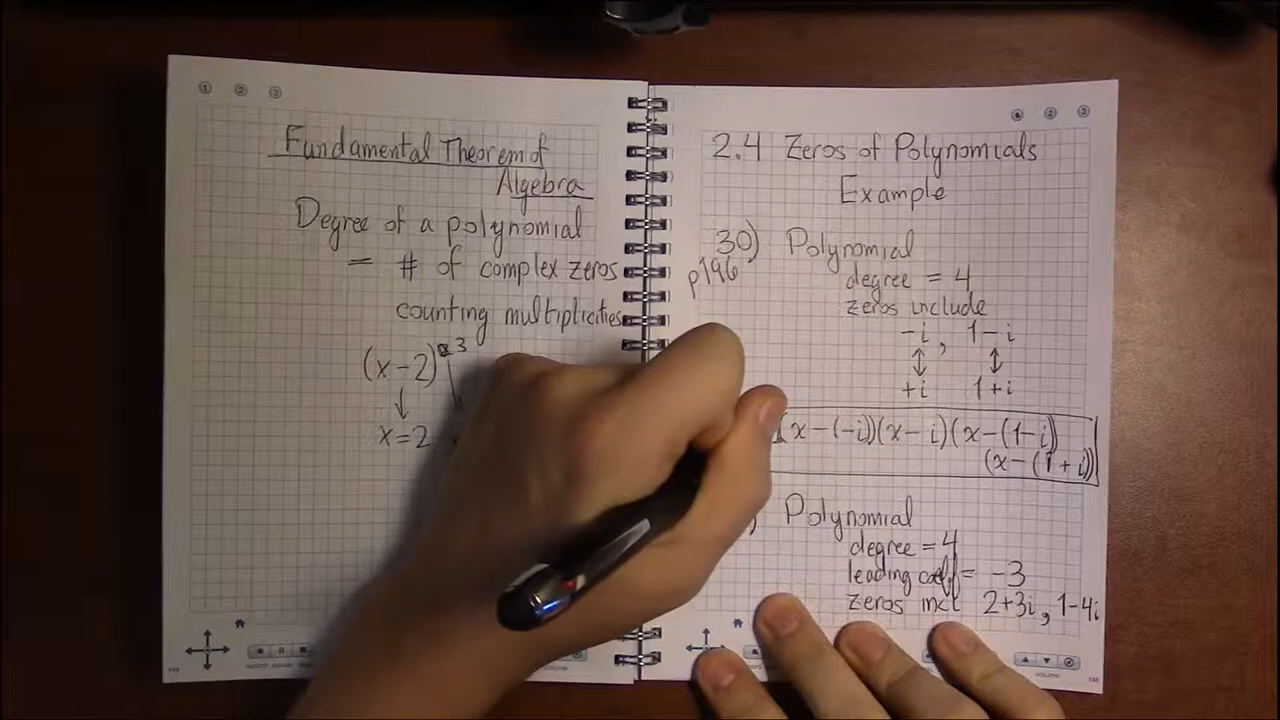 Fundamental Theorem of
Algebra
Degree of a polynomial
= # of complex zeros
counting multiplicities
(x-2)^3
x=2
2.4 Zeros of Polynomials
Example
30) Polynomial
p196
degree = 4
zeros include
-i, 1-i
+i 1+i
(x-(-i))(x-i)(x-(1-i))
(x-(1+i))
Polynomial
degree = 4
leading coeff = -3
zeros incl 2+3i, 1-4i
volume